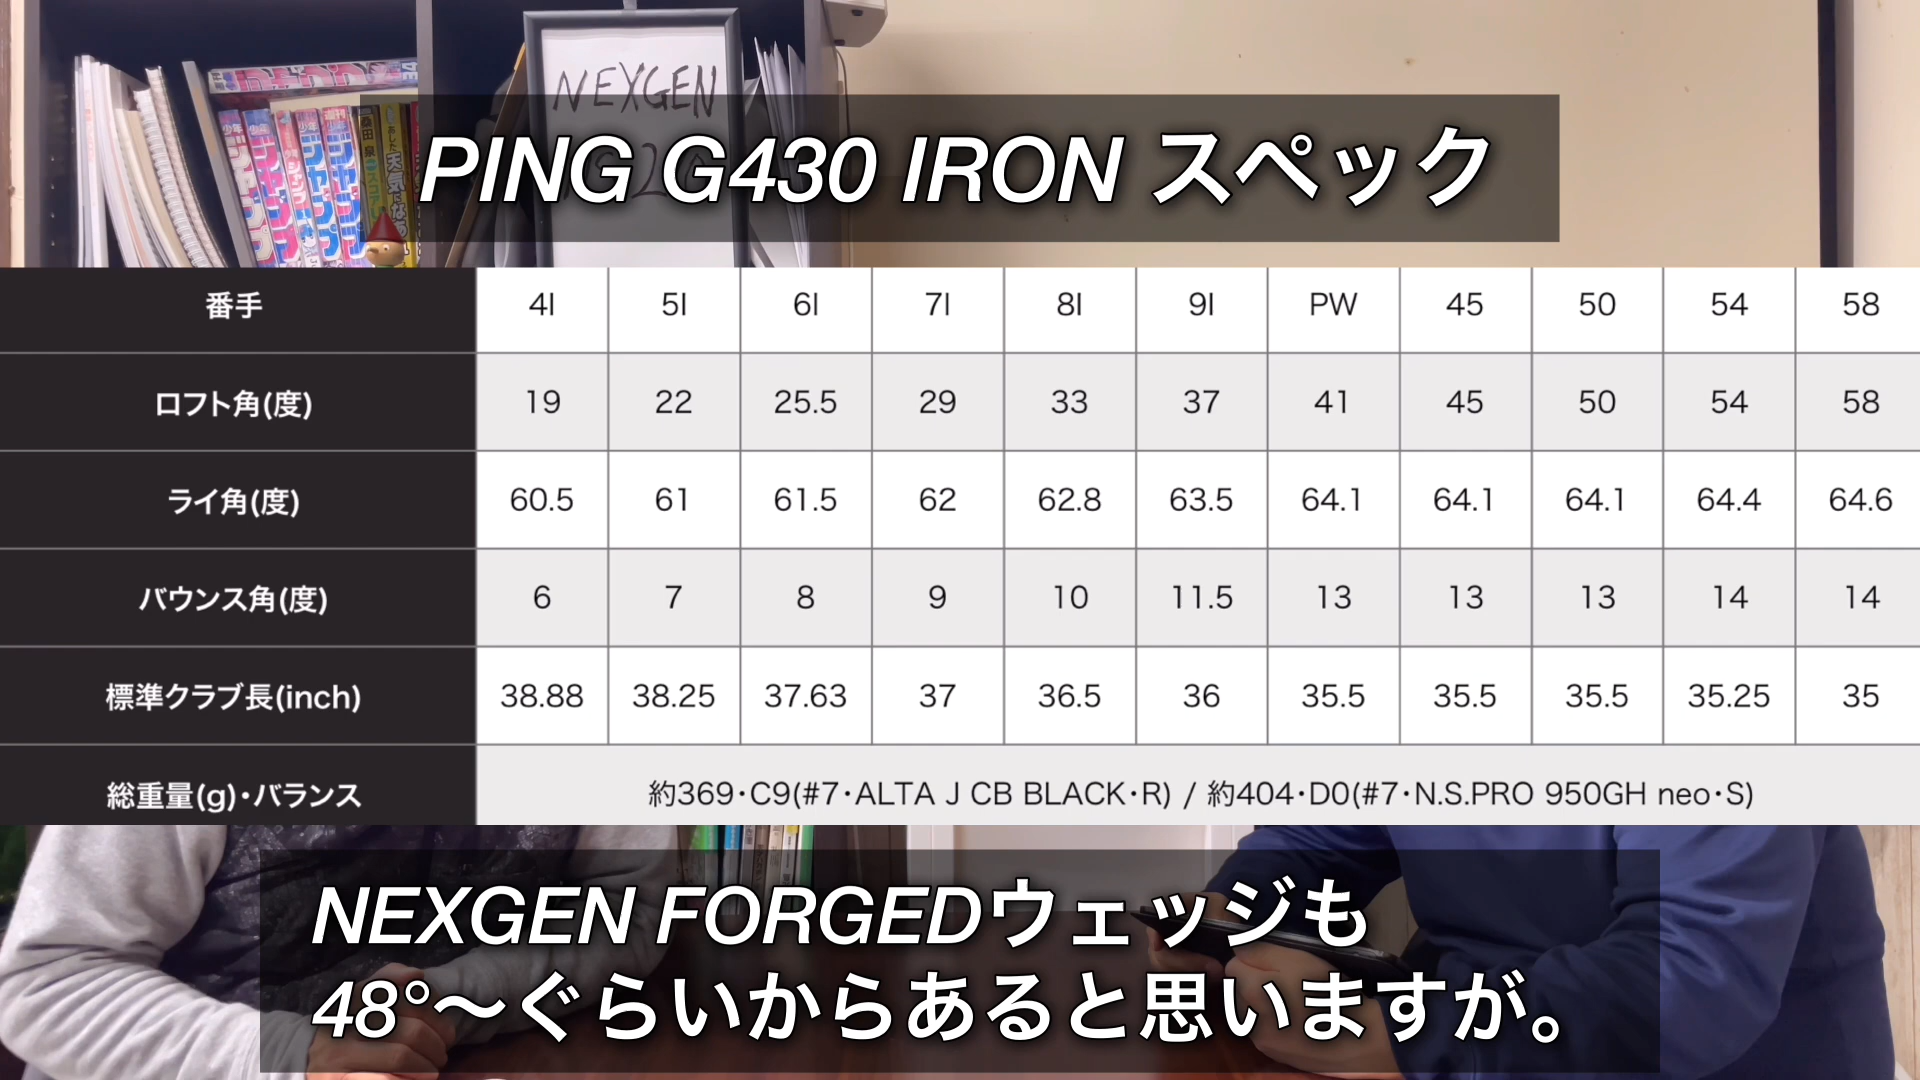 NEXGEN
PING G430 IRON スペック
番手 4I 5I 6I 7I 8I 9I PW 45 50 54 58
ロフト角(度) 19 22 25.5 29 33 37 41 45 50 54 58
ライ角(度) 60.5 61 61.5 62 62.8 63.5 64.1 64.1 64.1 64.4 64.6
バウンス角(度) 6 7 8 9 10 11.5 13 13 13 14 14
標準クラブ長(inch) 38.88 38.25 37.63 37 36.5 36 35.5 35.5 35.5 35.25 35
総重量(g)・バランス 約369・C9(#7・ALTA J CB BLACK・R) / 約404・D0(#7・N.S.PRO 950GH neo・S)
NEXGEN FORGEDウェッジも
48°〜ぐらいからあると思いますが。